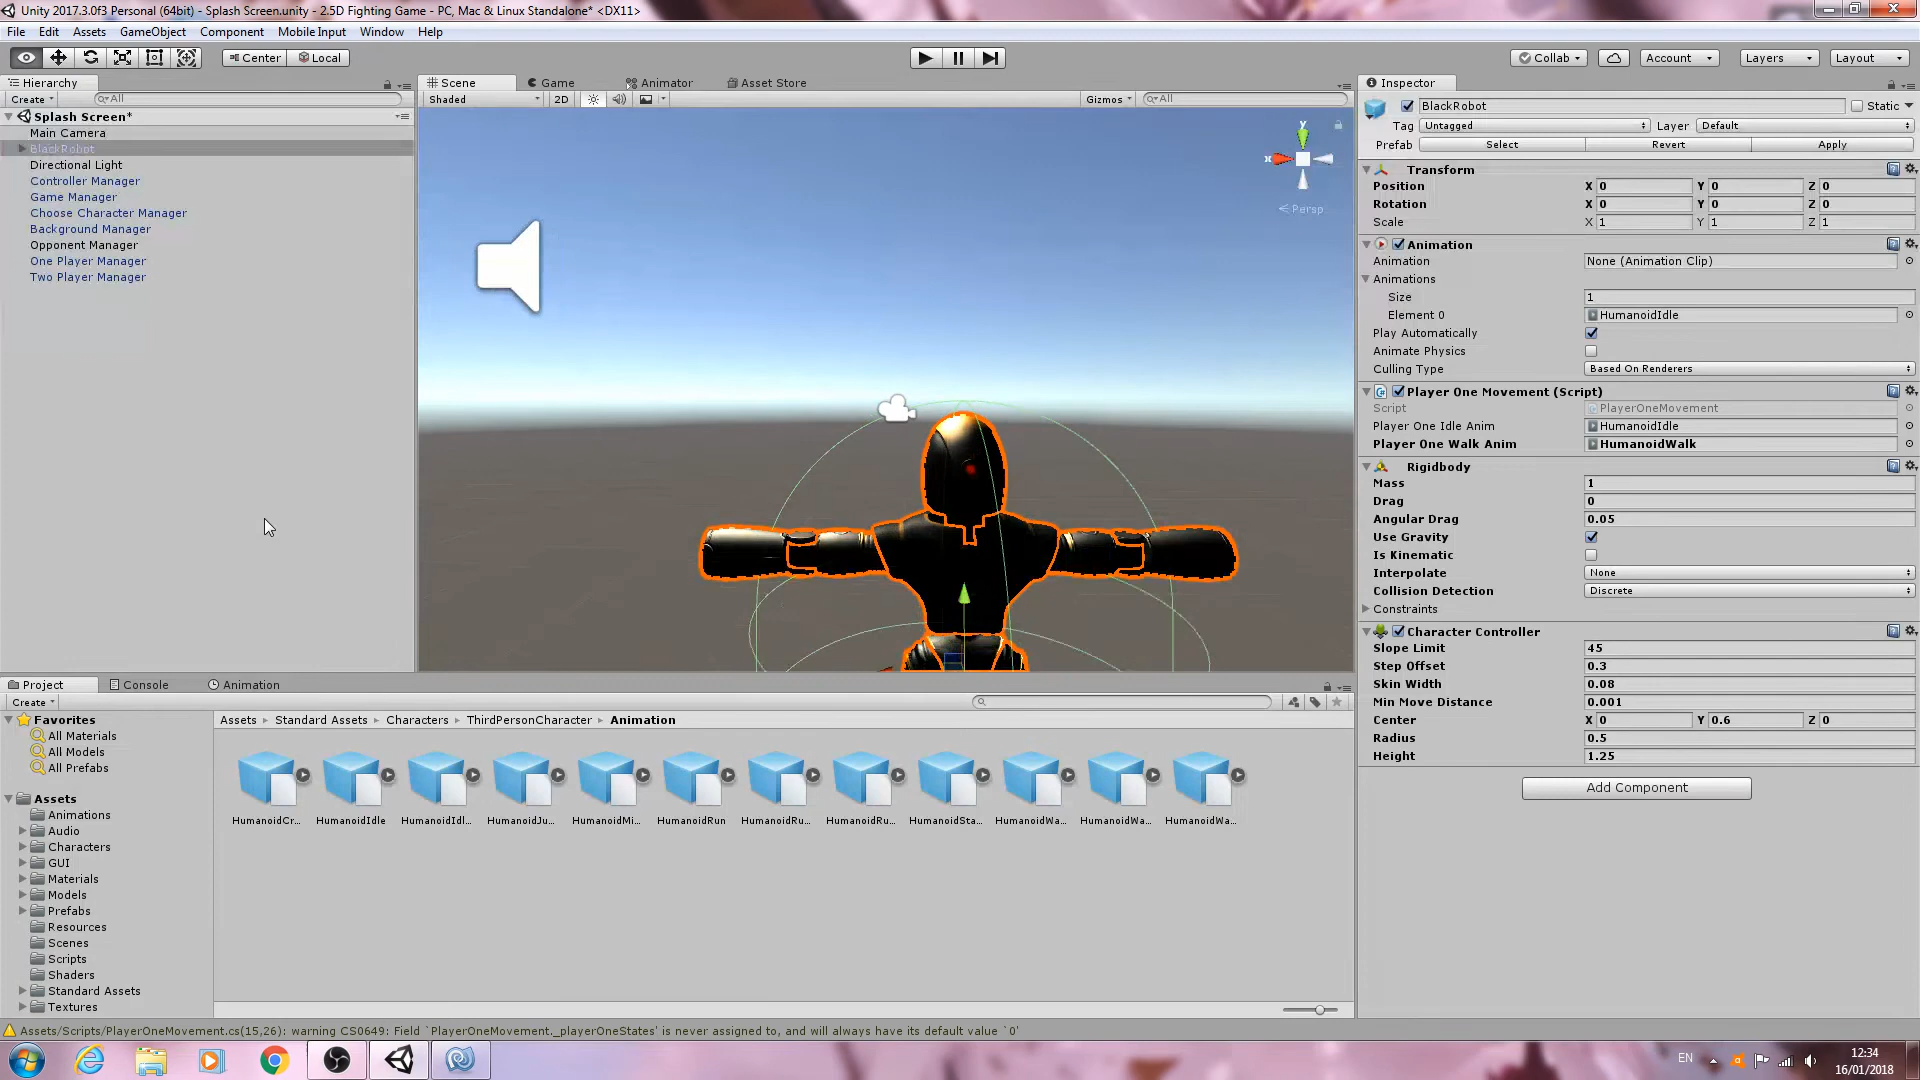 Unity 2017.3.0f3 Personal (64bit) - Splash Screen.unity - 2.5D Fighting Game - PC, Mac & Linux Standalone* <DX11>
File Edit Assets GameObject Component Mobile Input Window Help
Center Local Collab Account Layers Layout
Hierarchy
Create All
Splash Screen*
Main Camera
BlackRobot
Directional Light
Controller Manager
Game Manager
Choose Character Manager
Background Manager
Opponent Manager
One Player Manager
Two Player Manager
Scene Game Animator Asset Store
Shaded 2D Gizmos All
y
x
Persp
Inspector
BlackRobot Static
Tag Untagged Layer Default
Prefab Select Revert Apply
Transform
Position X 0 Y 0 Z 0
Rotation X 0 Y 0 Z 0
Scale X 1 Y 1 Z 1
Animation
Animation None (Animation Clip)
Animations
Size 1
Element 0 HumanoidIdle
Play Automatically
Animate Physics
Culling Type Based On Renderers
Player One Movement (Script)
Script PlayerOneMovement
Player One Idle Anim HumanoidIdle
Player One Walk Anim HumanoidWalk
Rigidbody
Mass 1
Drag 0
Angular Drag 0.05
Use Gravity
Is Kinematic
Interpolate None
Collision Detection Discrete
Constraints
Character Controller
Slope Limit 45
Step Offset 0.3
Skin Width 0.08
Min Move Distance 0.001
Center X 0 Y 0.6 Z 0
Radius 0.5
Height 1.25
Add Component
Project Console Animation
Create
Favorites
All Materials
All Models
All Prefabs
Assets
Animations
Audio
Characters
GUI
Materials
Models
Prefabs
Resources
Scenes
Scripts
Shaders
Standard Assets
Textures
Assets Standard Assets Characters ThirdPersonCharacter Animation
HumanoidCr... HumanoidIdle HumanoidIdl... HumanoidJu... HumanoidMi... HumanoidRun HumanoidRu... HumanoidRu... HumanoidSta... HumanoidWa... HumanoidWa... HumanoidWa...
Assets/Scripts/PlayerOneMovement.cs(15,26): warning CS0649: Field `PlayerOneMovement._playerOneStates' is never assigned to, and will always have its default value `0'
EN
12:34
16/01/2018